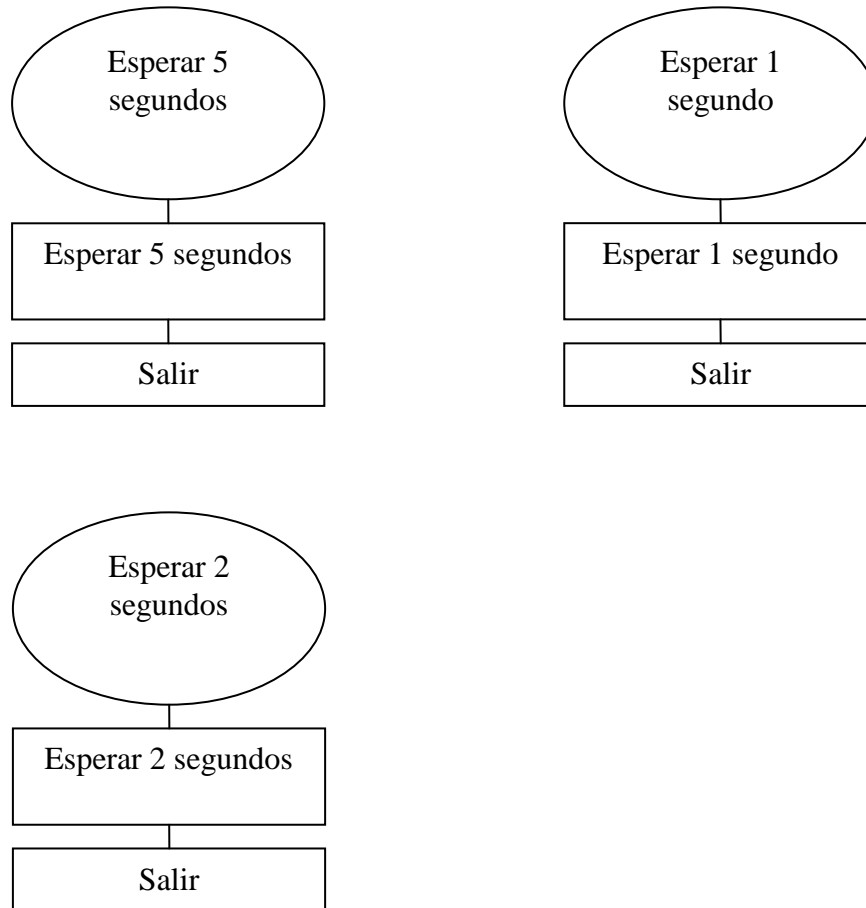 Esperar 5
segundos
Esperar 5 segundos
Salir
Esperar 1
segundo
Esperar 1 segundo
Salir
Esperar 2
segundos
Esperar 2 segundos
Salir